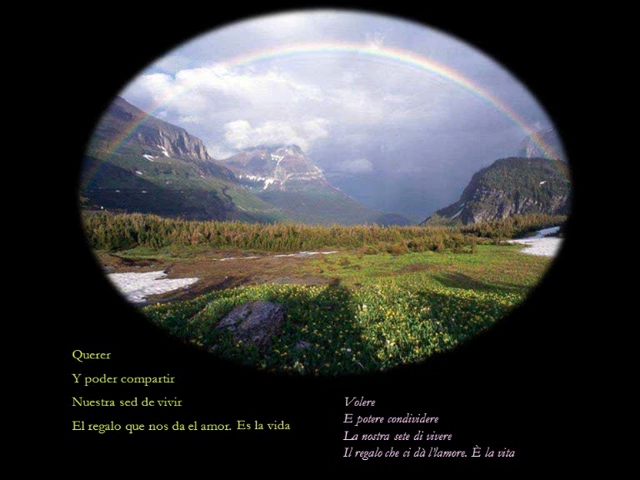 Querer
Y poder compartir
Nuestra sed de vivir
El regalo que nos da el amor. Es la vida
Volere
E potere condividere
La nostra sete di vivere
Il regalo che ci dà l'lamore. È la vita